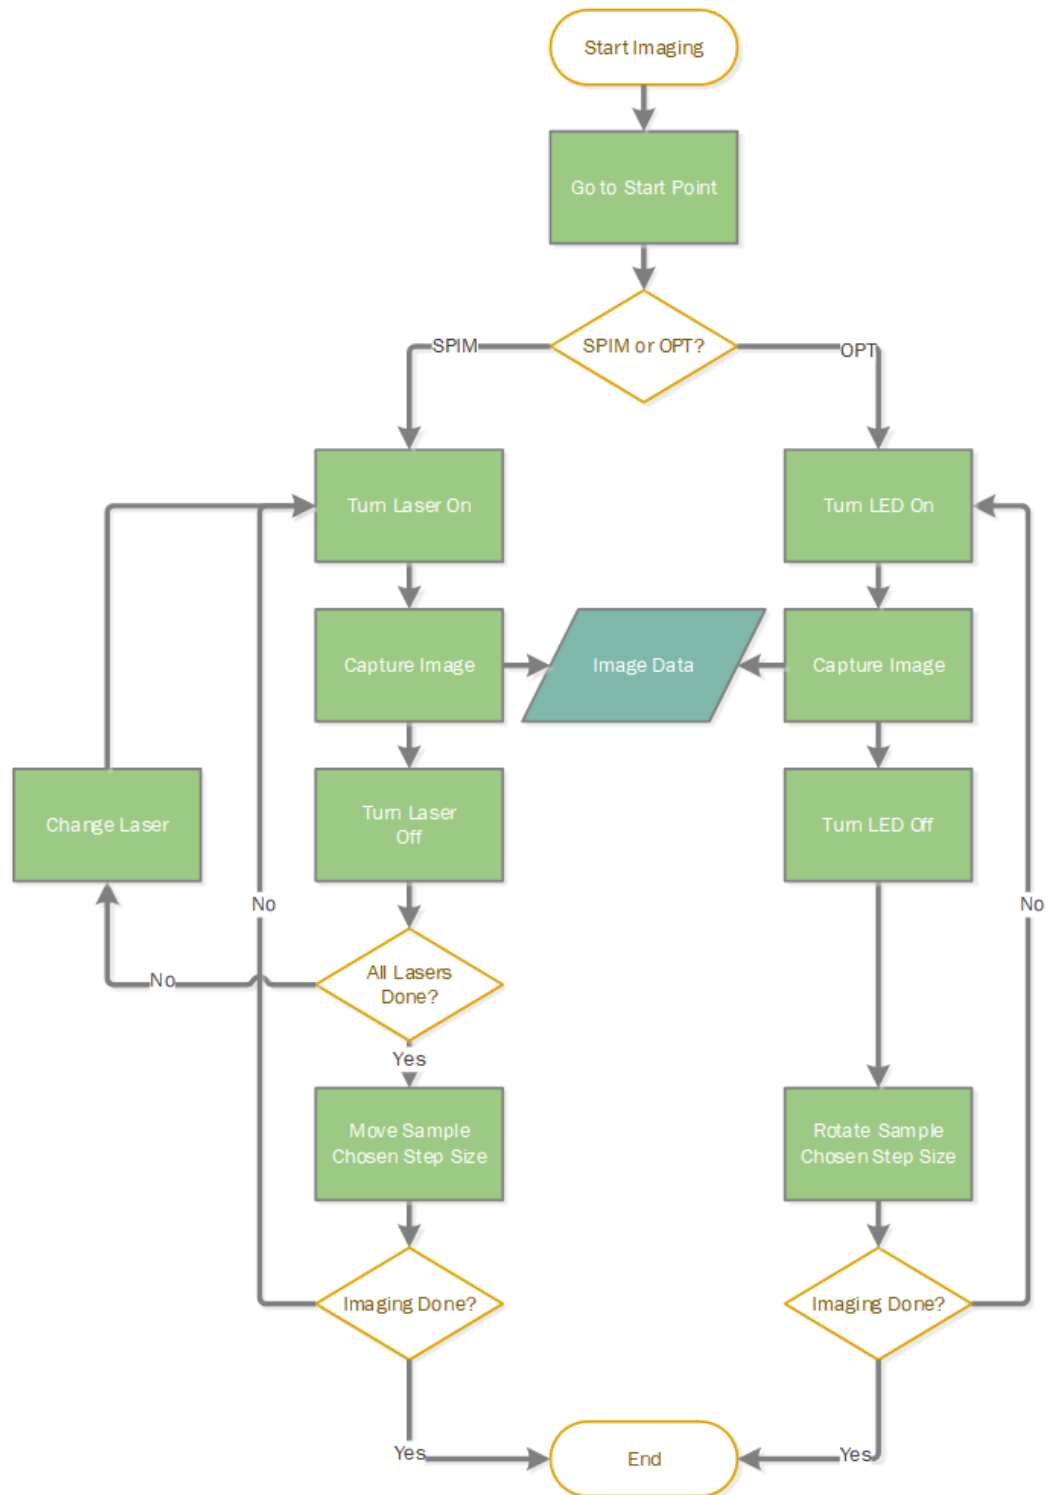 Start Imaging
Go to Start Point
SPIM or OPT?
SPIM
OPT
Turn Laser On
Turn LED On
Capture Image
Image Data
Capture Image
Change Laser
Turn Laser
Off
Turn LED Off
No
No
All Lasers
Done?
No
Yes
Move Sample
Chosen Step Size
Rotate Sample
Chosen Step Size
Imaging Done?
Imaging Done?
Yes
End
Yes